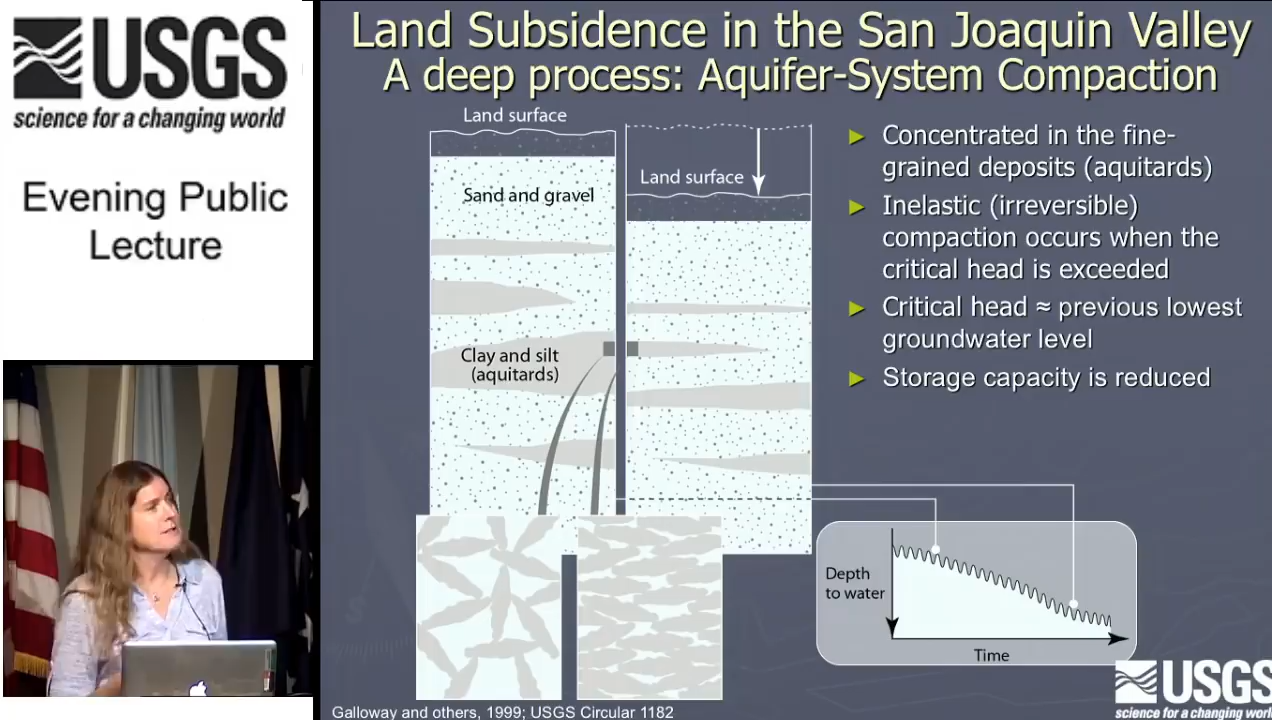 USGS
science for a changing world
Evening Public
Lecture
Land Subsidence in the San Joaquin Valley
A deep process: Aquifer-System Compaction
Land surface
Sand and gravel
Clay and silt
(aquitards)
Land surface
► Concentrated in the fine-
grained deposits (aquitards)
► Inelastic (irreversible)
compaction occurs when the
critical head is exceeded
► Critical head ≈ previous lowest
groundwater level
► Storage capacity is reduced
Depth
to water
Time
Galloway and others, 1999; USGS Circular 1182
USGS
science for a changing world